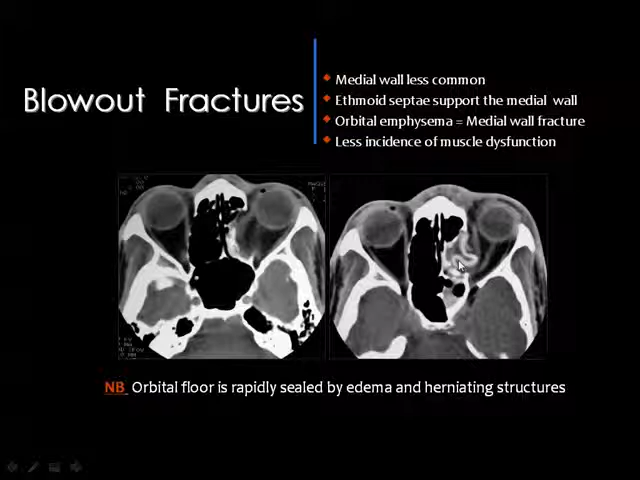 Blowout Fractures
Medial wall less common
Ethmoid septae support the medial wall
Orbital emphysema = Medial wall fracture
Less incidence of muscle dysfunction
NB Orbital floor is rapidly sealed by edema and herniating structures